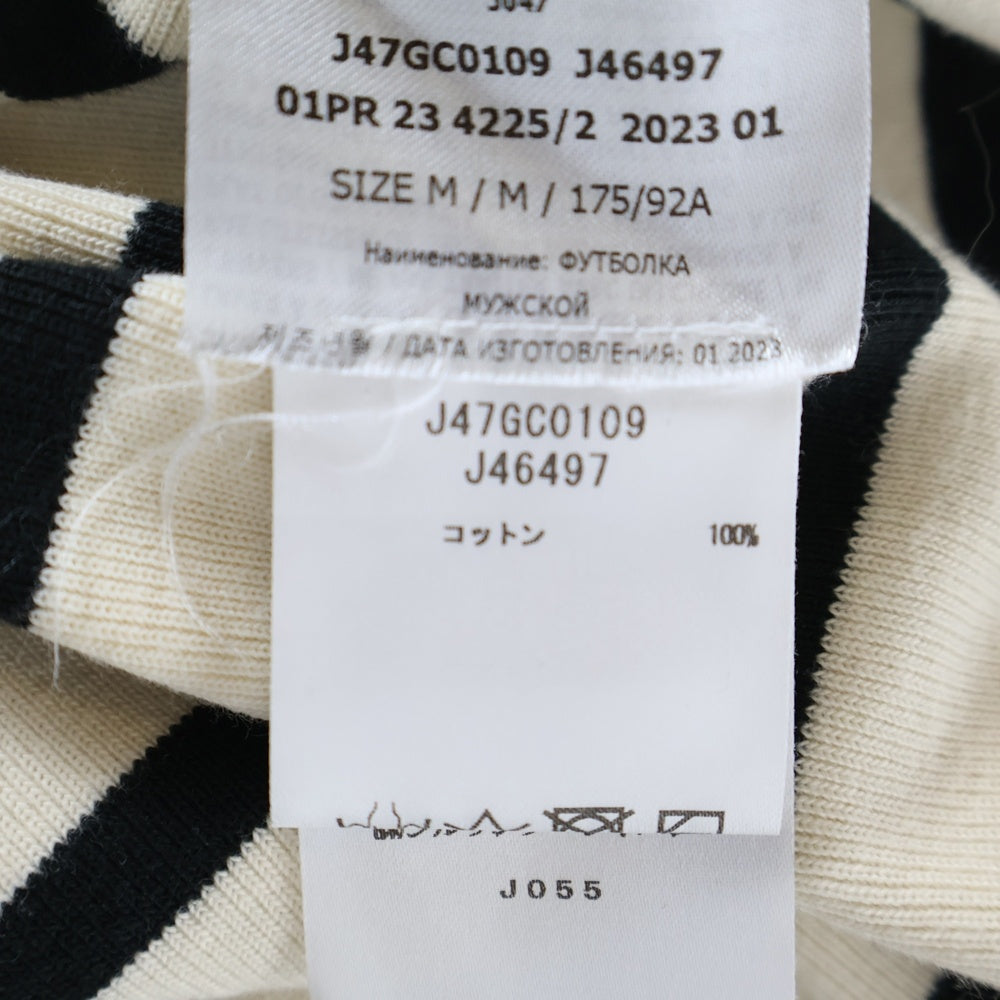 J47GC0109 J46497
01PR 23 4225/2 2023 01
SIZE M / M / 175/92A
Наименование: ФУТБОЛКА
МУЖСКОЙ
/ ДАТА ИЗГОТОВЛЕНИЯ: 01.2023
J47GC0109
J46497
コットン 100%
J055